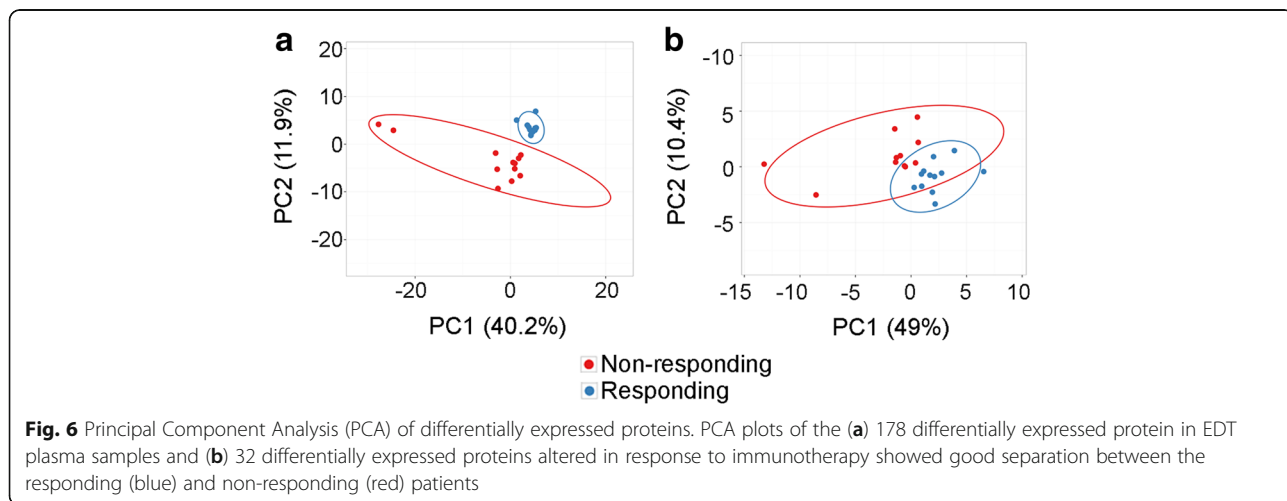 a
b
20
10
0
-10
-20
PC2 (11.9%)
-20
0
20
PC1 (40.2%)
-10
5
0
-5
PC2 (10.4%)
-15
-10
-5
0
5
10
PC1 (49%)
Non-responding
Responding
Fig. 6 Principal Component Analysis (PCA) of differentially expressed proteins. PCA plots of the (a) 178 differentially expressed protein in EDT
plasma samples and (b) 32 differentially expressed proteins altered in response to immunotherapy showed good separation between the
responding (blue) and non-responding (red) patients